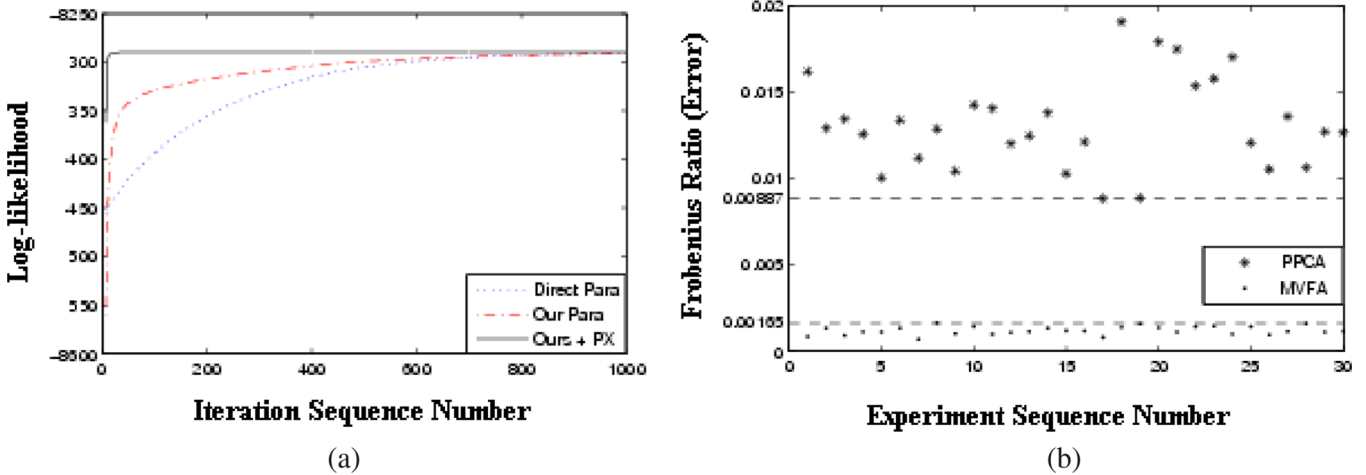 -8250
300
350
-400
450
500
550
-8600
0
200
400
600
800
1000
Log-likelihood
Direct Para
Our Para
Ours + PX
Iteration Sequence Number
(a)
0.02
0.015
0.01
0.00887
0.005
0.00165
0
0
5
10
15
20
25
30
Frobenius Ratio (Error)
PPCA
MVFA
Experiment Sequence Number
(b)